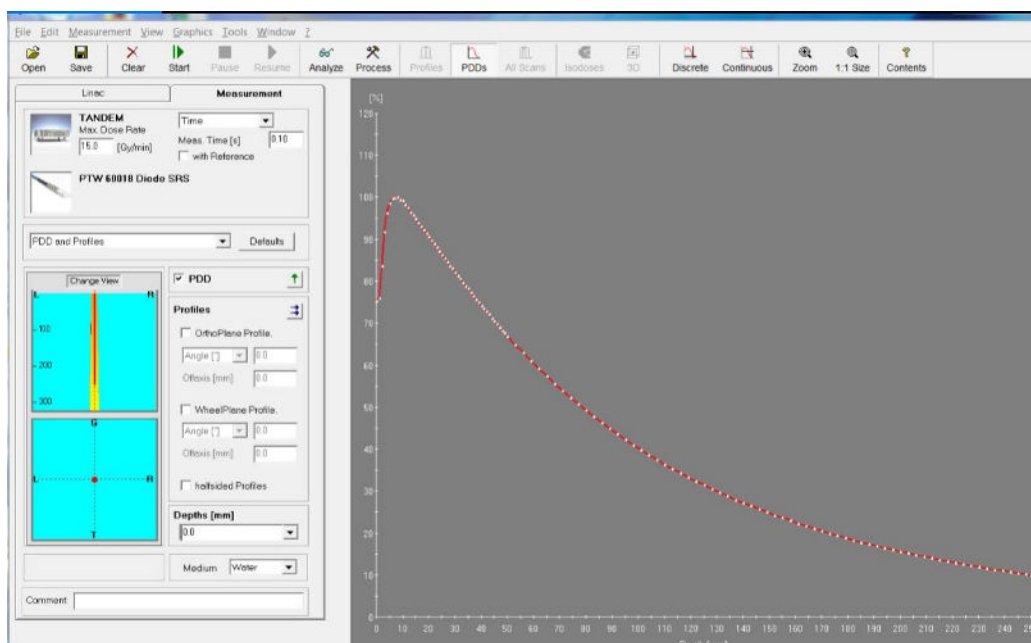 File Edit Measurement View Graphics Tools Window ?
Open Save Clear Start Pause Resume Analyze Process Profiles PDDs All Scans Isodoses 3D Discrete Continuous Zoom 1:1 Size Contents
Linac Measurement
TANDEM
Max. Dose Rate
15.0 [Gy/min]
Time
Meas. Time [s] 0.10
with Reference
PTW 60018 Diode SRS
PDD and Profiles Defaults
Change View
L R
- 100
- 200
- 300
G
L R
T
PDD
Profiles
OrthoPlane Profile.
Angle [°] 0.0
Offaxis [mm] 0.0
WheelPlane Profile.
Angle [°] 0.0
Offaxis [mm] 0.0
halfsided Profiles
Depths [mm]
0.0
Medium Water
Comment
[%]
120
110
100
90
80
70
60
50
40
30
20
10
0
0 10 20 30 40 50 60 70 80 90 100 110 120 130 140 150 160 170 180 190 200 210 220 230 240